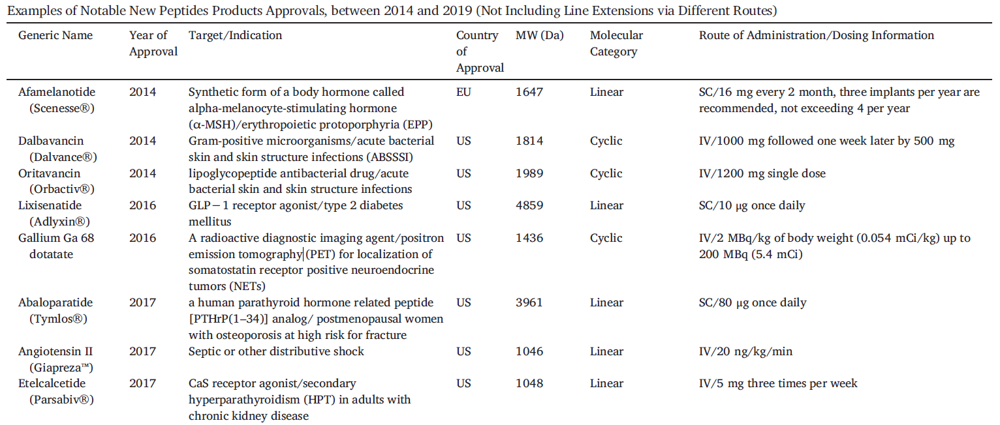 Examples of Notable New Peptides Products Approvals, between 2014 and 2019 (Not Including Line Extensions via Different Routes)
Generic Name Year of Approval Target/Indication Country of Approval MW (Da) Molecular Category Route of Administration/Dosing Information
Afamelanotide 2014 Synthetic form of a body hormone called EU 1647 Linear SC/16 mg every 2 month, three implants per year are
(Scenesse®) alpha-melanocyte-stimulating hormone recommended, not exceeding 4 per year
(α-MSH)/erythropoietic protoporphyria (EPP)
Dalbavancin 2014 Gram-positive microorganisms/acute bacterial US 1814 Cyclic IV/1000 mg followed one week later by 500 mg
(Dalvance®) skin and skin structure infections (ABSSSI)
Oritavancin 2014 lipoglycopeptide antibacterial drug/acute US 1989 Cyclic IV/1200 mg single dose
(Orbactiv®) bacterial skin and skin structure infections
Lixisenatide 2016 GLP−1 receptor agonist/type 2 diabetes US 4859 Linear SC/10 μg once daily
(Adlyxin®) mellitus
Gallium Ga 68 2016 A radioactive diagnostic imaging agent/positron US 1436 Cyclic IV/2 MBq/kg of body weight (0.054 mCi/kg) up to
dotatate emission tomography (PET) for localization of 200 MBq (5.4 mCi)
somatostatin receptor positive neuroendocrine
tumors (NETs)
Abaloparatide 2017 a human parathyroid hormone related peptide US 3961 Linear SC/80 μg once daily
(Tymlos®) [PTHrP(1–34)] analog/ postmenopausal women
with osteoporosis at high risk for fracture
Angiotensin II 2017 Septic or other distributive shock US 1046 Linear IV/20 ng/kg/min
(Giapreza™)
Etelcalcetide 2017 CaS receptor agonist/secondary US 1048 Linear IV/5 mg three times per week
(Parsabiv®) hyperparathyroidism (HPT) in adults with
chronic kidney disease